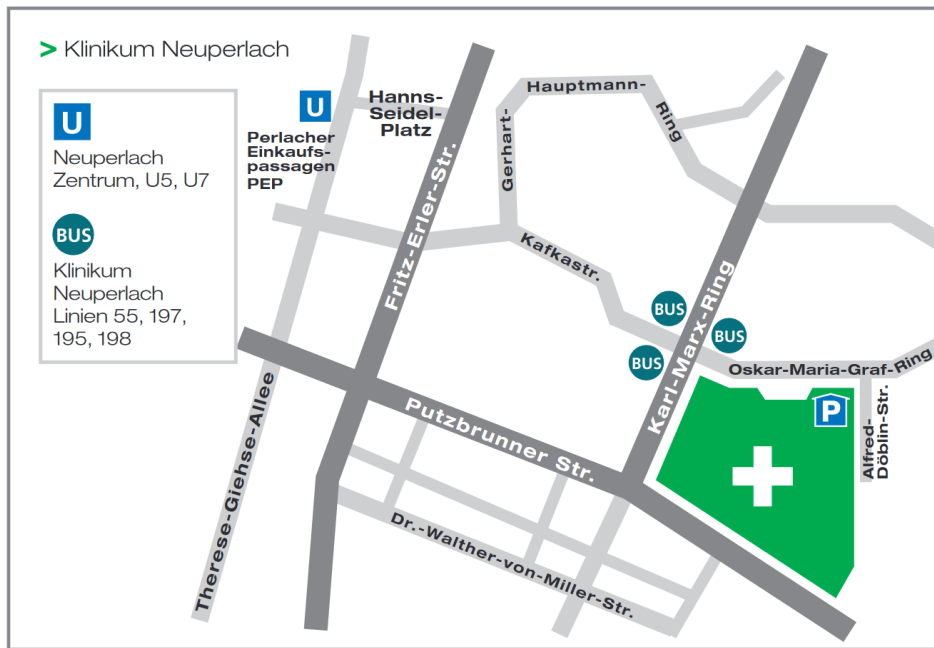 > Klinikum Neuperlach
U
Neuperlach
Zentrum, U5, U7
BUS
Klinikum
Neuperlach
Linien 55, 197,
195, 198
U
Perlacher
Einkaufs-
passagen
PEP
Hanns-
Seidel-
Platz
Fritz-Erler-Str.
Gerhart-
Hauptmann-
Ring
Kafkastr.
Karl-Marx-Ring
BUS
BUS
BUS
Oskar-Maria-Graf-Ring
P
Alfred-
Döblin-Str.
Putzbrunner Str.
Therese-Giehse-Allee
Dr.-Walther-von-Miller-Str.